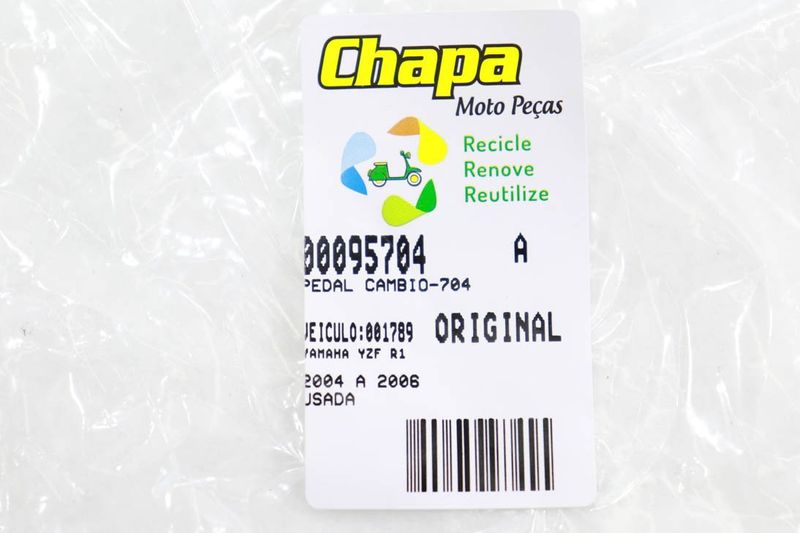 Chapa
Moto Peças
Recicle
Renove
Reutilize
00095704 A
PEDAL CAMBIO-704
VEICULO:001789 ORIGINAL
YAMAHA YZF R1
2004 A 2006
USADA